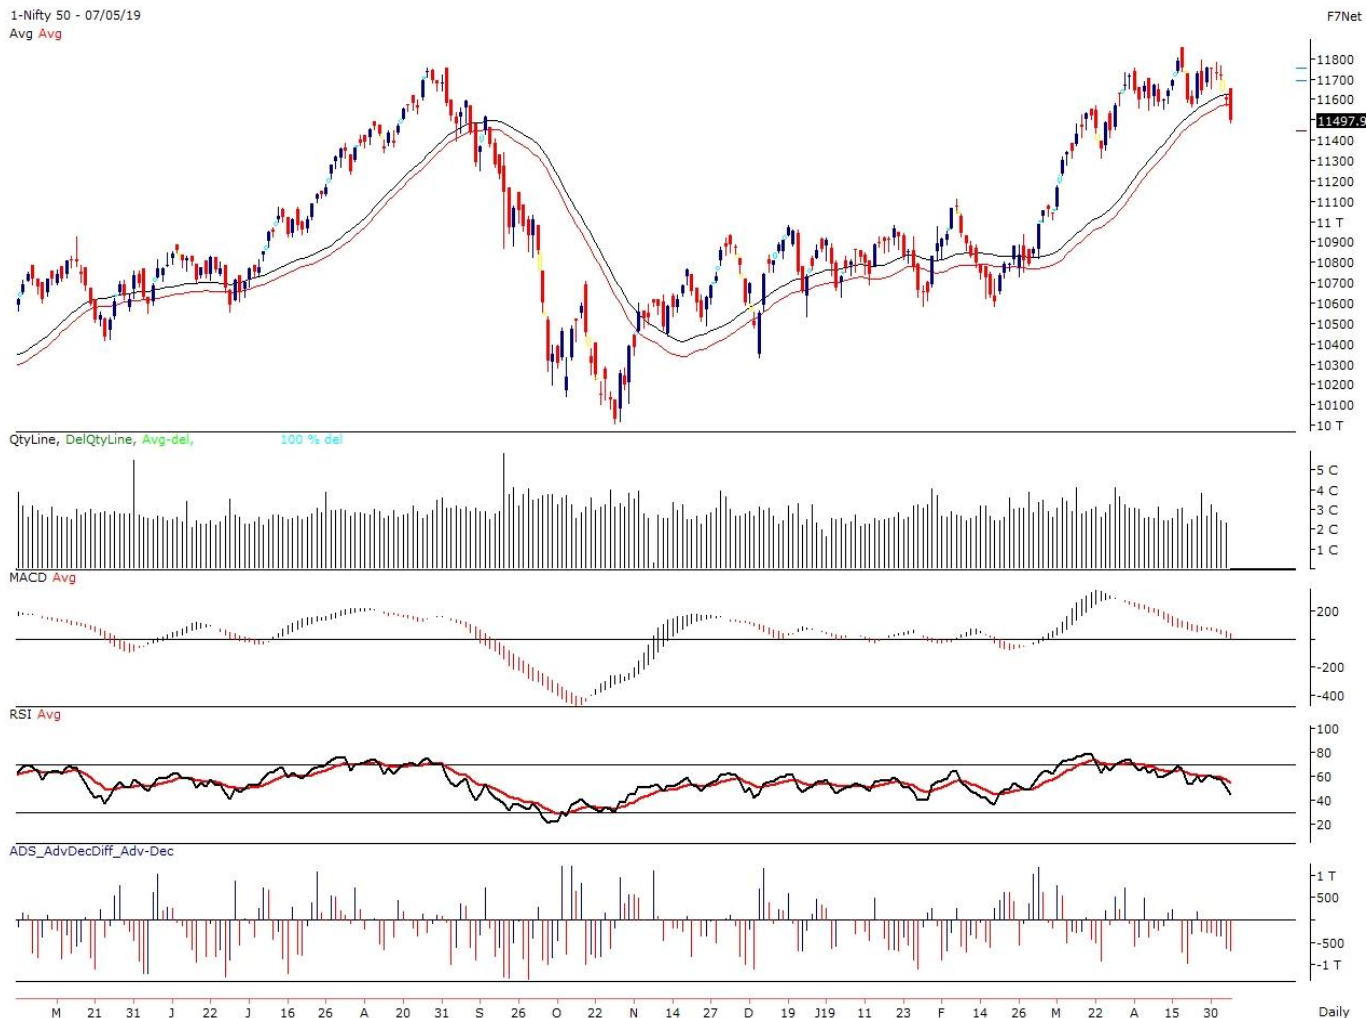 1-Nifty 50 - 07/05/19 F7Net
Avg Avg
11800
11700
11600
11497.9
11400
11300
11200
11100
11 T
10900
10800
10700
10600
10500
10400
10300
10200
10100
10 T
QtyLine, DelQtyLine, Avg-del, 100 % del
5 C
4 C
3 C
2 C
1 C
MACD Avg
200
-200
-400
RSI Avg
100
80
60
40
20
ADS_AdvDecDiff_Adv-Dec
1 T
500
-500
-1 T
M 21 31 J 22 J 16 26 A 20 31 S 26 O 22 N 14 27 D 19 J19 11 23 F 14 26 M 22 A 15 30 Daily